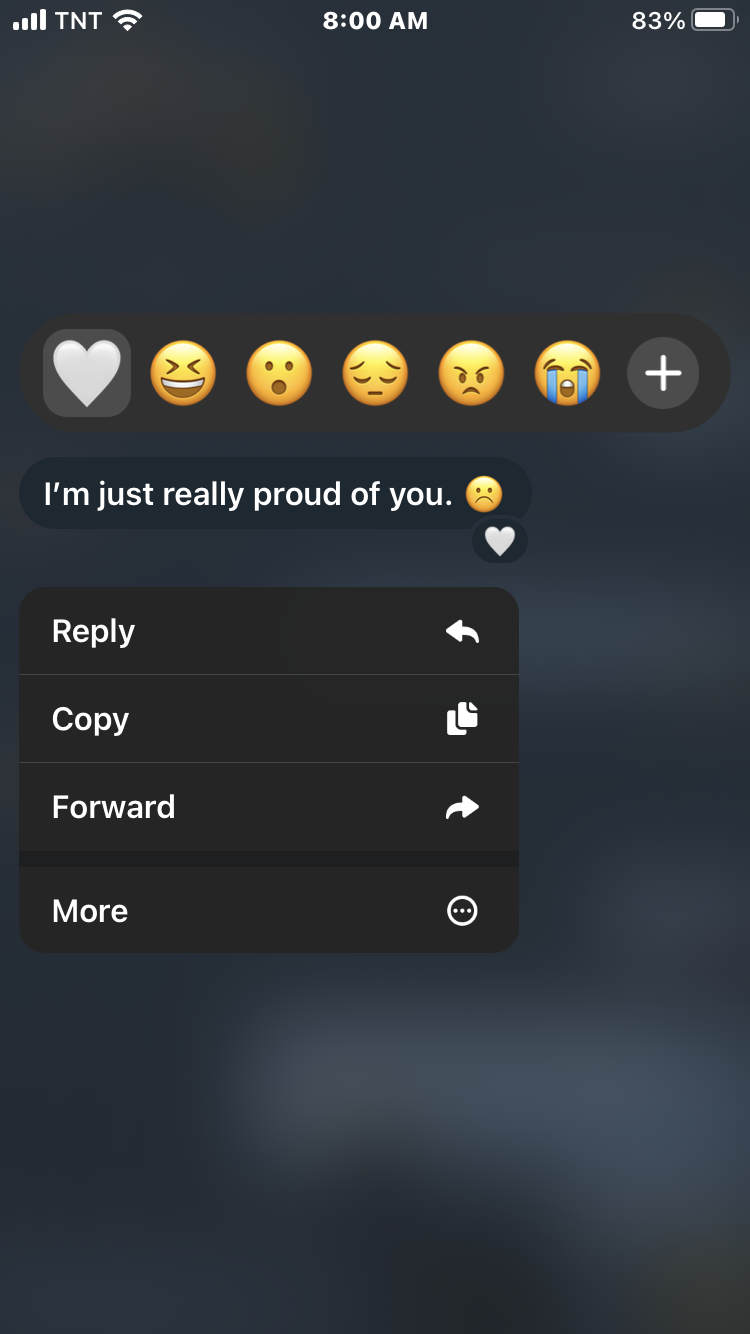 TNT 8:00 AM 83%
I’m just really proud of you. ☹️
Reply
Copy
Forward
More